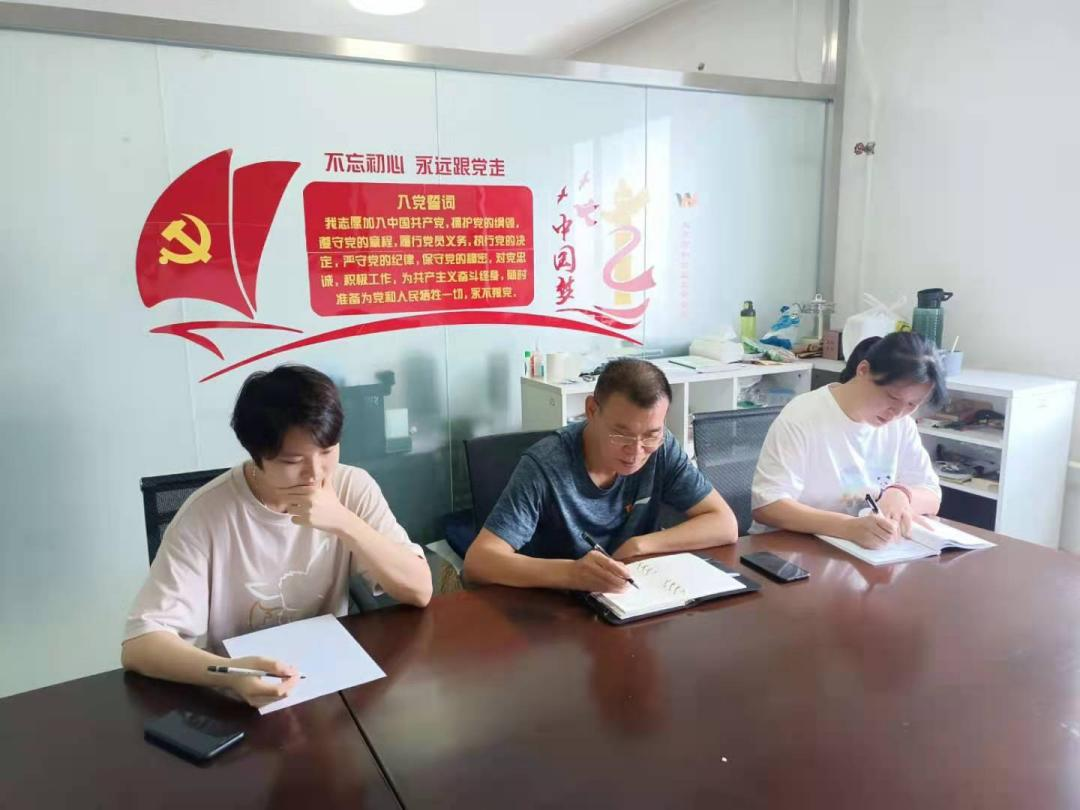 不忘初心 永远跟党走
入党誓词
我志愿加入中国共产党,拥护党的纲领,
遵守党的章程,履行党员义务,执行党的决
定,严守党的纪律,保守党的秘密,对党忠
诚,积极工作,为共产主义奋斗终身,随时
准备为党和人民牺牲一切,永不叛党。
中国梦